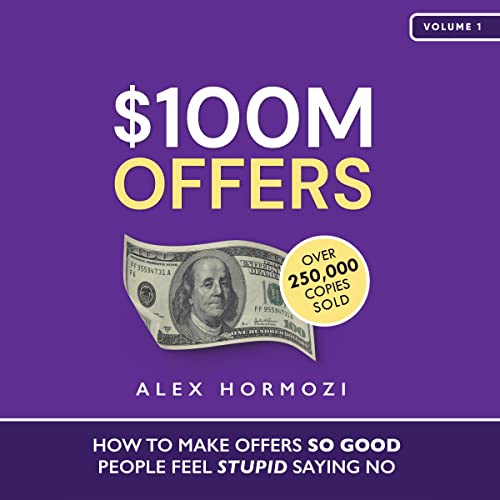 VOLUME 1
$100M
OFFERS
OVER
250,000
COPIES
SOLD
100
ALEX HORMOZI
HOW TO MAKE OFFERS SO GOOD
PEOPLE FEEL STUPID SAYING NO